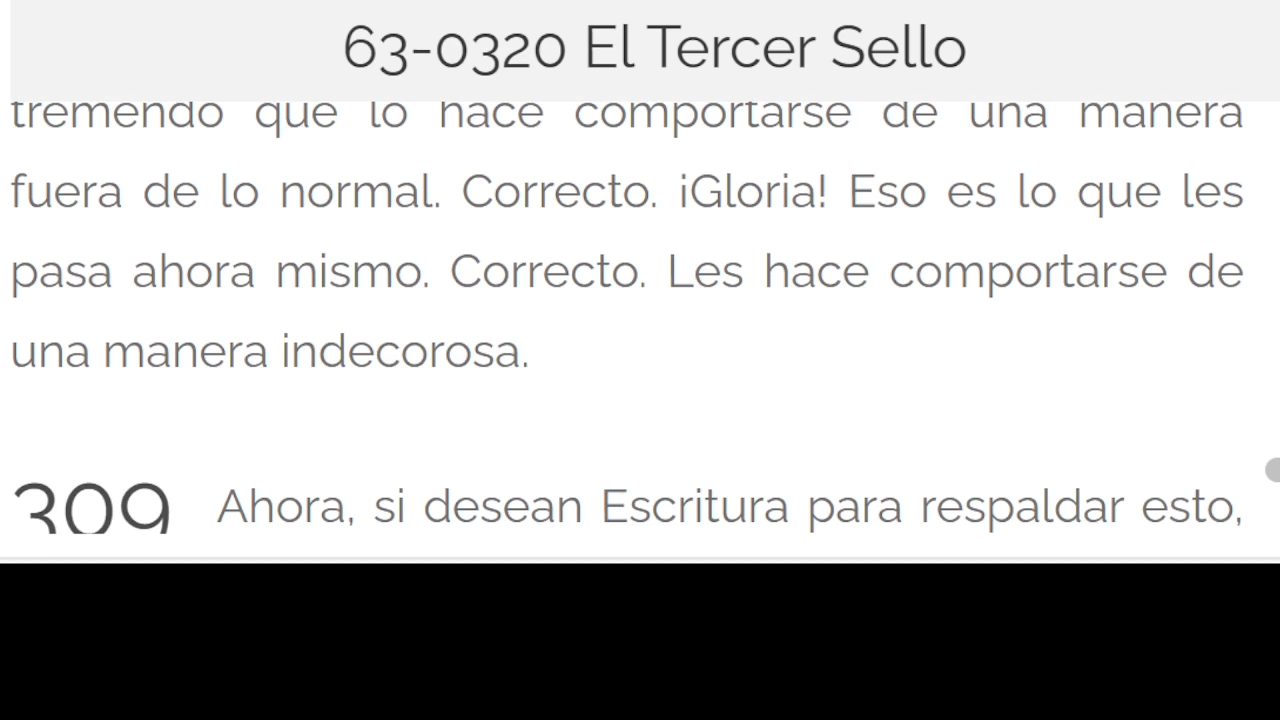 63-0320 El Tercer Sello
tremendo que lo hace comportarse de una manera
fuera de lo normal. Correcto. ¡Gloria! Eso es lo que les
pasa ahora mismo. Correcto. Les hace comportarse de
una manera indecorosa.
309 Ahora, si desean Escritura para respaldar esto,